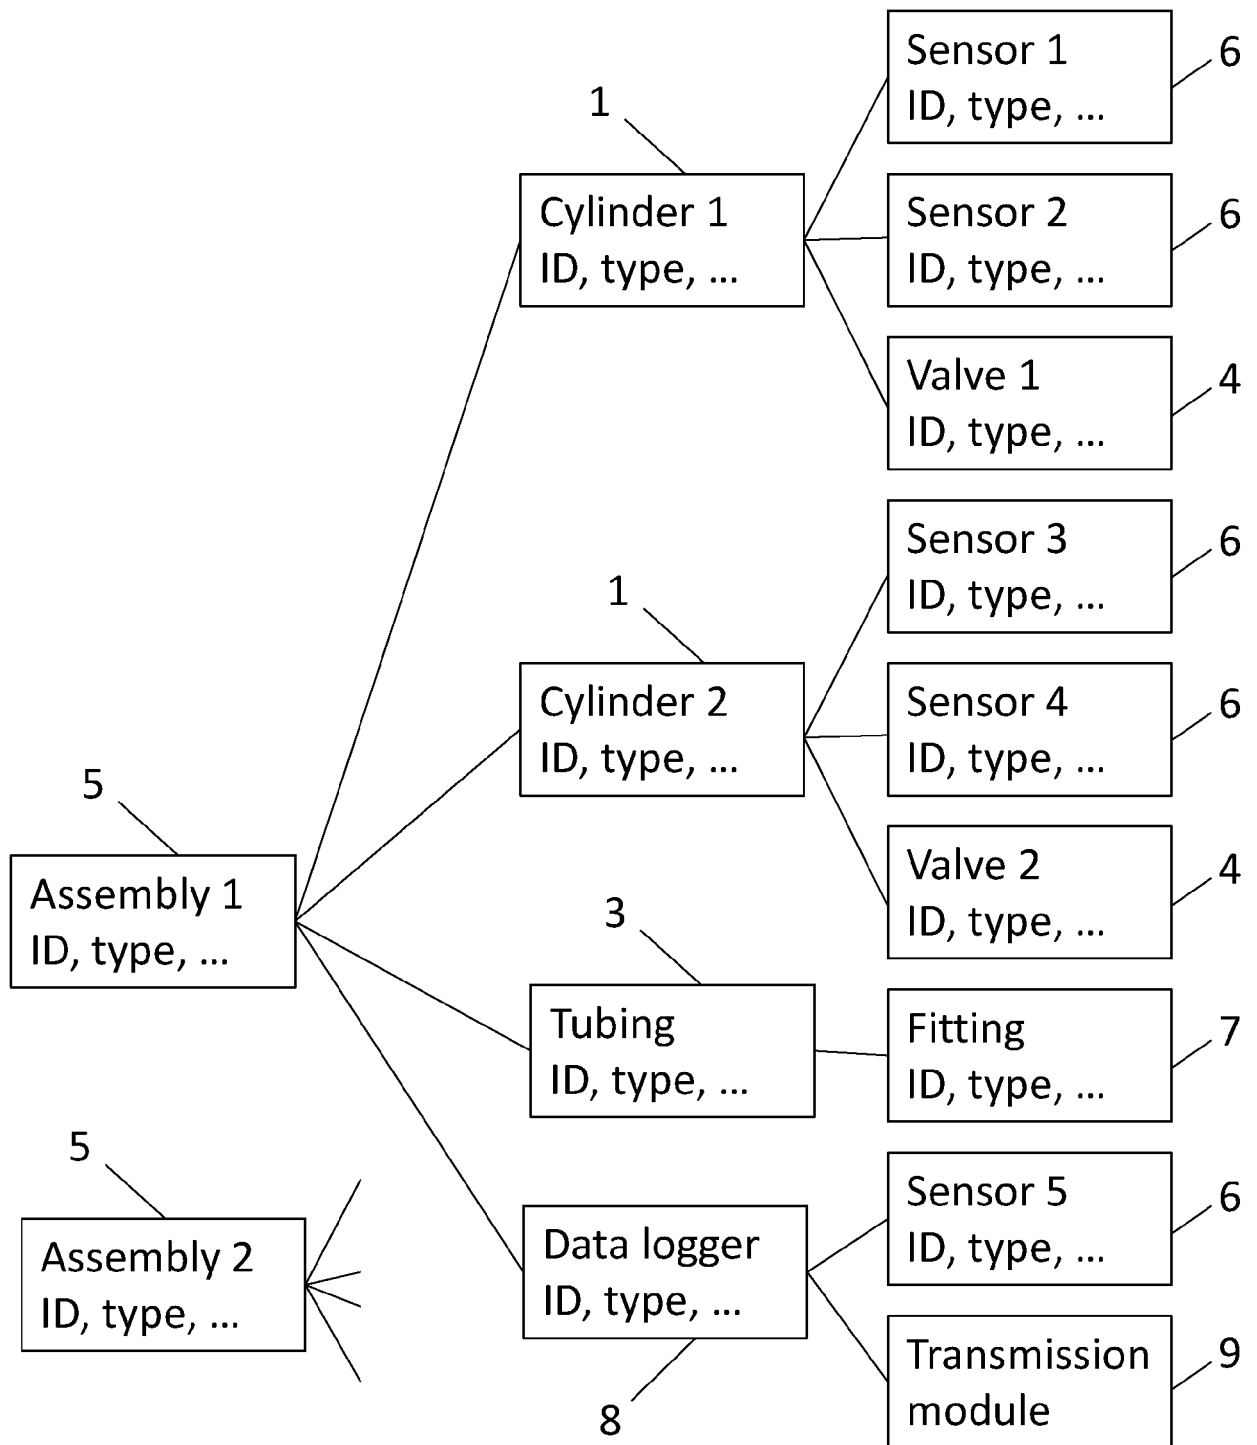 Sensor 1
ID, type, ...
6
1
Cylinder 1
ID, type, ...
Sensor 2
ID, type, ...
6
Valve 1
ID, type, ...
4
Sensor 3
ID, type, ...
6
1
Cylinder 2
ID, type, ...
Sensor 4
ID, type, ...
6
5
Assembly 1
ID, type, ...
Valve 2
ID, type, ...
4
3
Tubing
ID, type, ...
Fitting
ID, type, ...
7
5
Assembly 2
ID, type, ...
Sensor 5
ID, type, ...
6
Data logger
ID, type, ...
8
Transmission
module
9